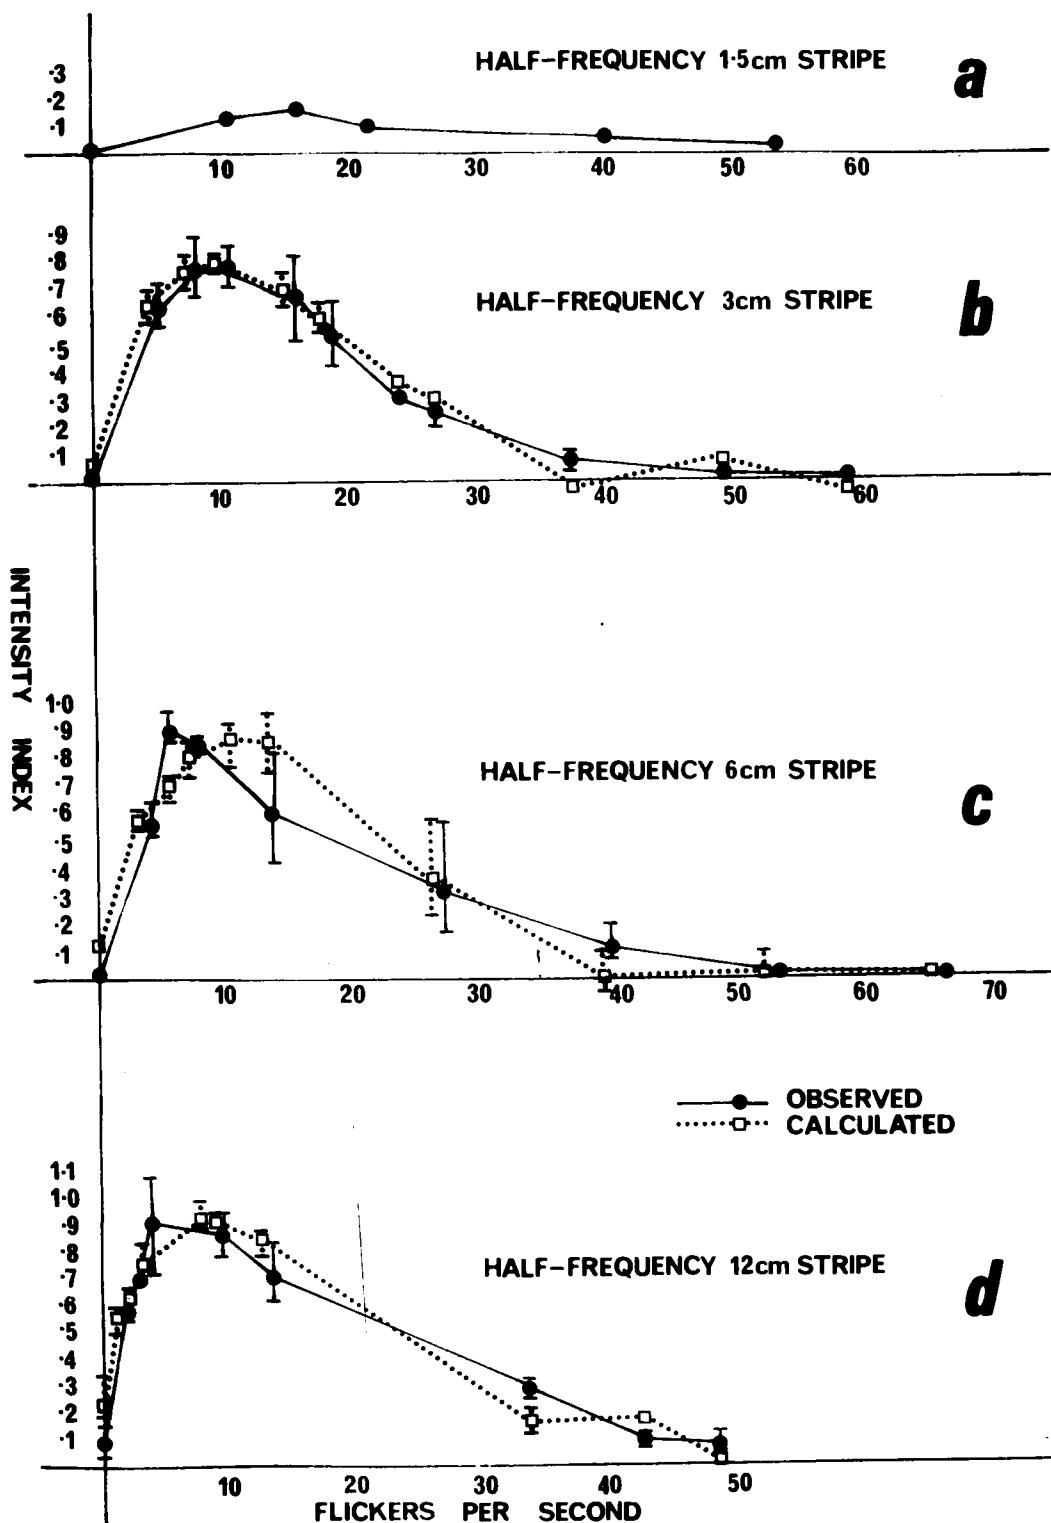 HALF-FREQUENCY 1·5cm STRIPE
a
·3
·2
·1
10 20 30 40 50 60
·9
·8
·7
·6
·5
·4
·3
·2
·1
HALF-FREQUENCY 3cm STRIPE
b
10 20 30 40 50 60
INTENSITY INDEX
1·0
·9
·8
·7
·6
·5
·4
·3
·2
·1
HALF-FREQUENCY 6cm STRIPE
c
10 20 30 40 50 60 70
OBSERVED
CALCULATED
1·1
1·0
·9
·8
·7
·6
·5
·4
·3
·2
·1
HALF-FREQUENCY 12cm STRIPE
d
10 20 30 40 50
FLICKERS PER SECOND